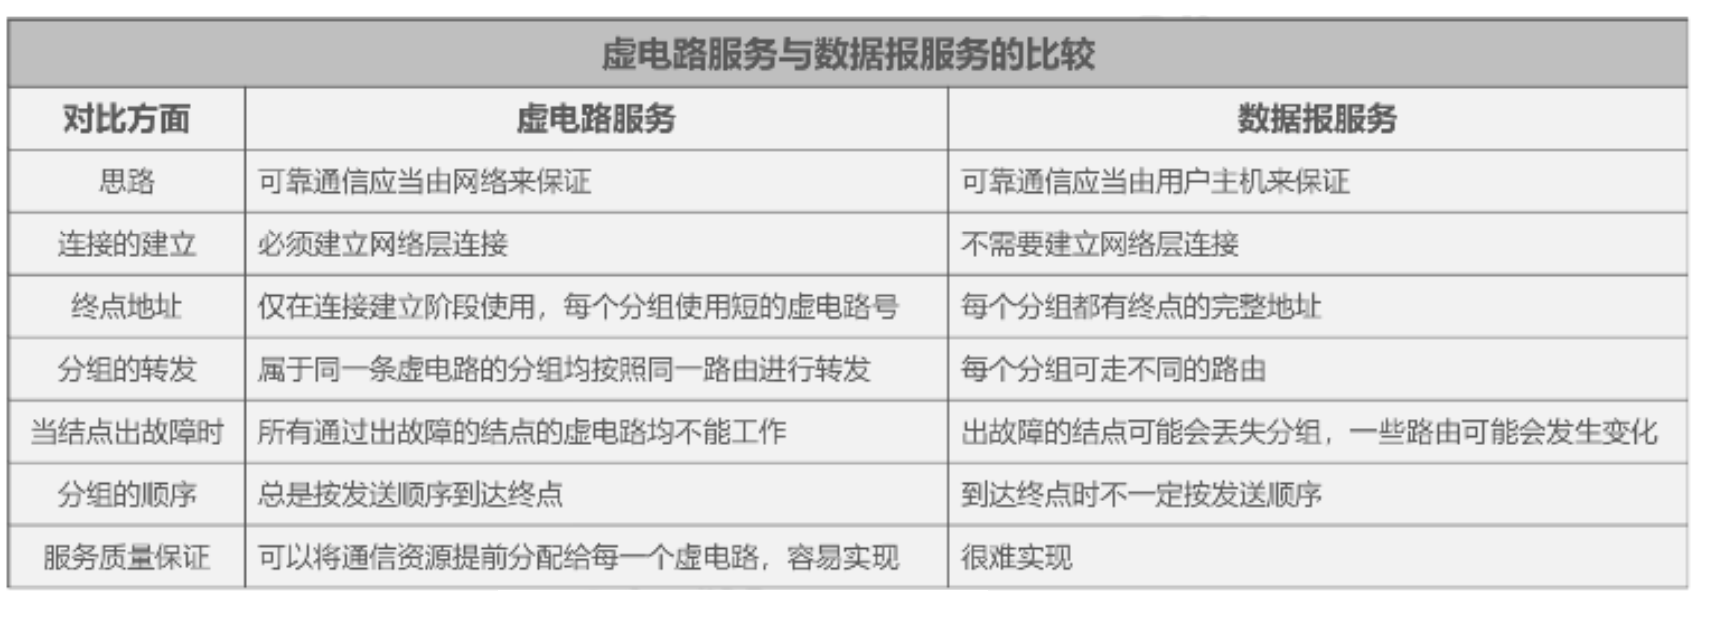 虚电路服务与数据报服务的比较
对比方面 虚电路服务 数据报服务
思路 可靠通信应当由网络来保证 可靠通信应当由用户主机来保证
连接的建立 必须建立网络层连接 不需要建立网络层连接
终点地址 仅在连接建立阶段使用，每个分组使用短的虚电路号 每个分组都有终点的完整地址
分组的转发 属于同一条虚电路的分组均按照同一路由进行转发 每个分组可走不同的路由
当结点出故障时 所有通过出故障的结点的虚电路均不能工作 出故障的结点可能会丢失分组，一些路由可能会发生变化
分组的顺序 总是按发送顺序到达终点 到达终点时不一定按发送顺序
服务质量保证 可以将通信资源提前分配给每一个虚电路，容易实现 很难实现